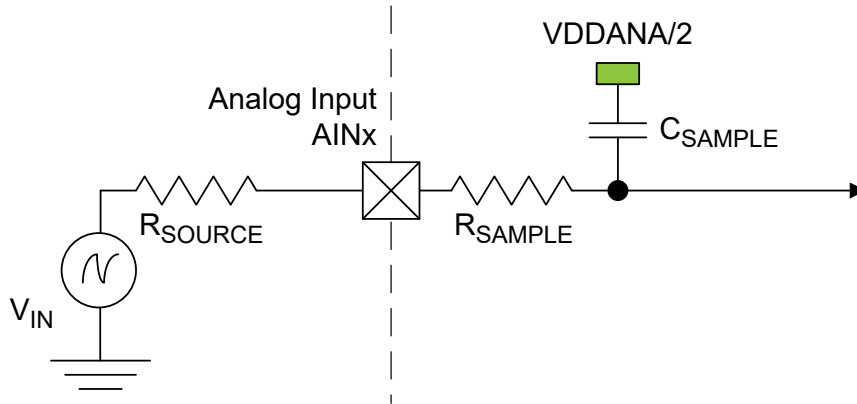 VDDANA/2
Analog Input
AINx
CSAMPLE
RSOURCE
RSAMPLE
VIN